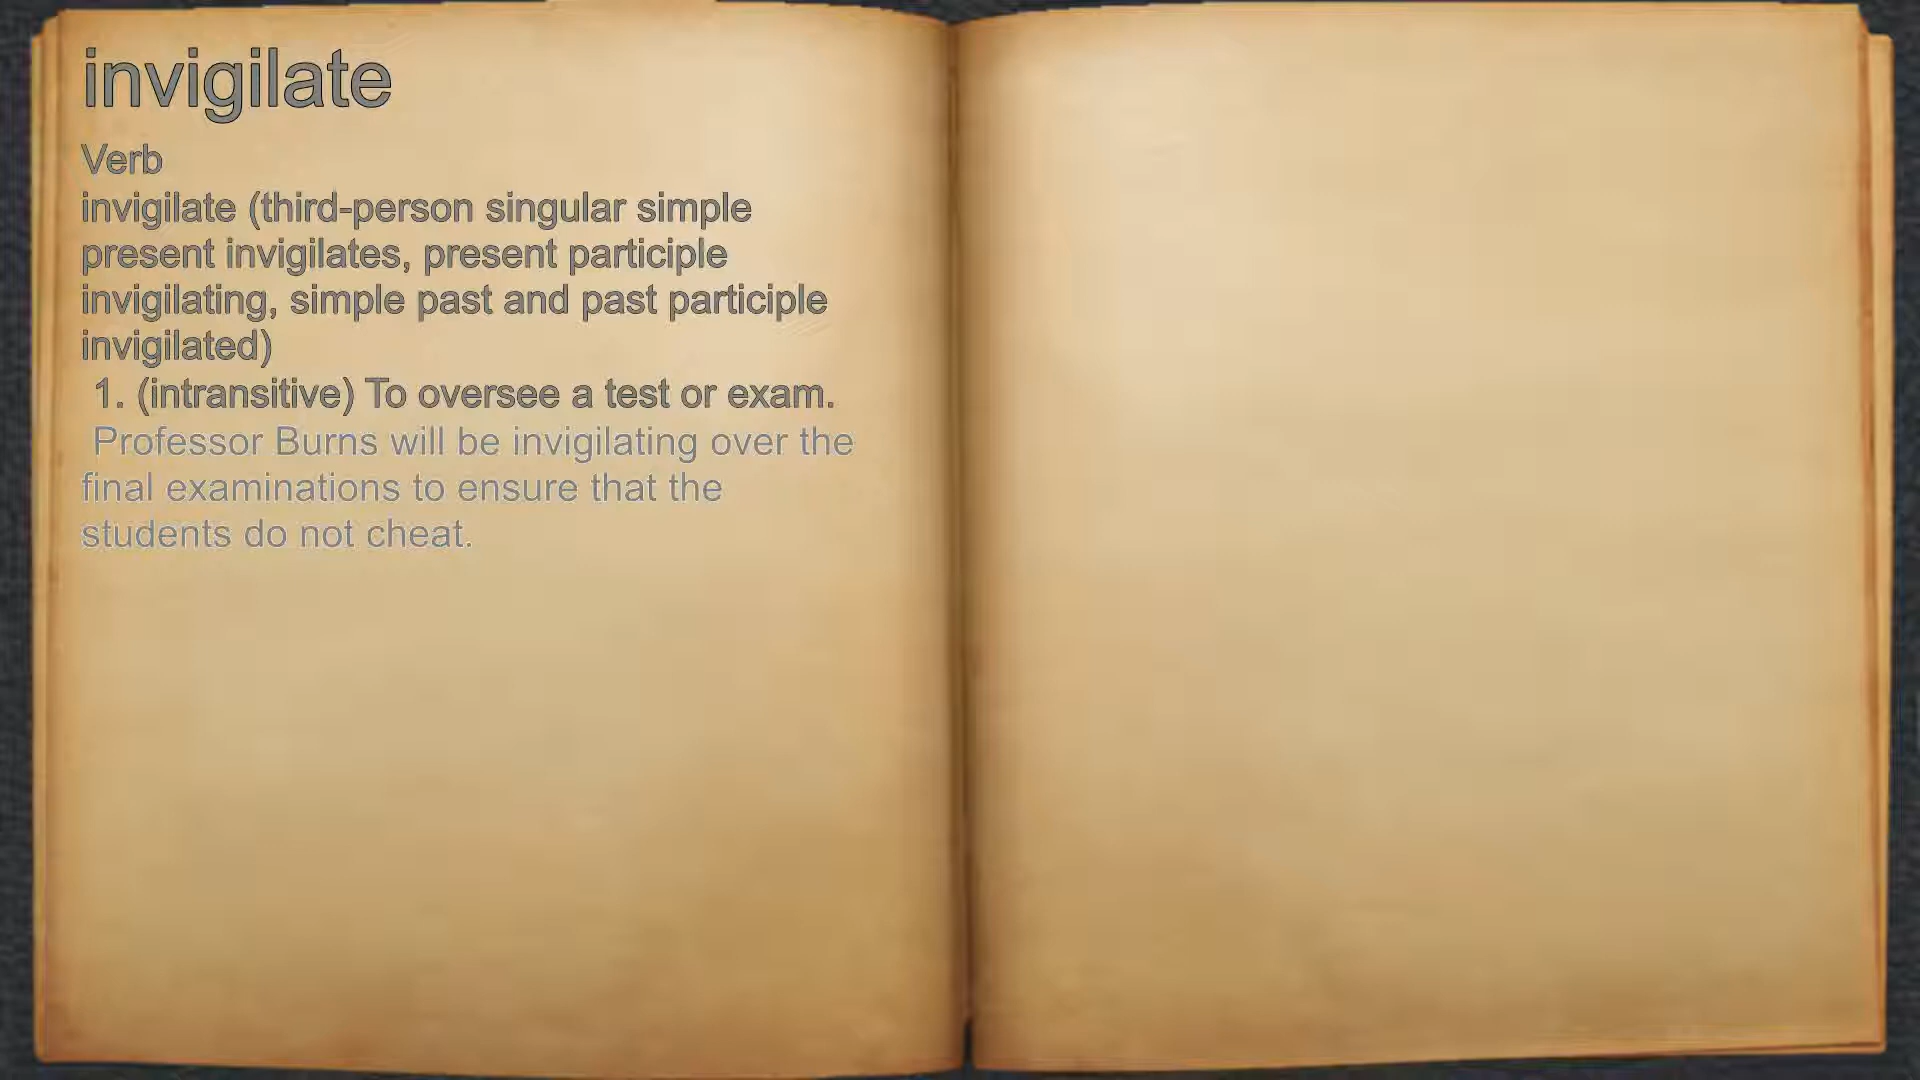 invigilate
Verb
invigilate (third-person singular simple
present invigilates, present participle
invigilating, simple past and past participle
invigilated)
1. (intransitive) To oversee a test or exam.
Professor Burns will be invigilating over the
final examinations to ensure that the
students do not cheat.